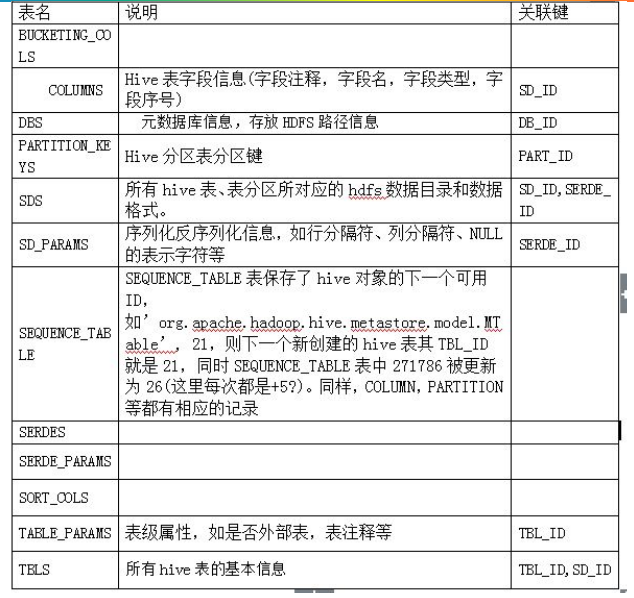 表名 说明 关联键
BUCKETING_CO
LS
COLUMNS Hive 表字段信息(字段注释，字段名，字段类型，字
段序号) SD_ID
DBS 元数据库信息，存放 HDFS 路径信息 DB_ID
PARTITION_KE
YS Hive 分区表分区键 PART_ID
SDS 所有 hive 表、表分区所对应的 hdfs 数据目录和数据
格式。 SD_ID,SERDE_
ID
SD_PARAMS 序列化反序列化信息，如行分隔符、列分隔符、NULL
的表示字符等 SERDE_ID
SEQUENCE_TAB
LE SEQUENCE_TABLE 表保存了 hive 对象的下一个可用
ID，
如’org.apache.hadoop.hive.metastore.model.MT
able’, 21，则下一个新创建的 hive 表其 TBL_ID
就是 21，同时 SEQUENCE_TABLE 表中 271786 被更新
为 26(这里每次都是+5?)。同样，COLUMN，PARTITION
等都有相应的记录
SERDES
SERDE_PARAMS
SORT_COLS
TABLE_PARAMS 表级属性，如是否外部表，表注释等 TBL_ID
TBLS 所有 hive 表的基本信息 TBL_ID,SD_ID